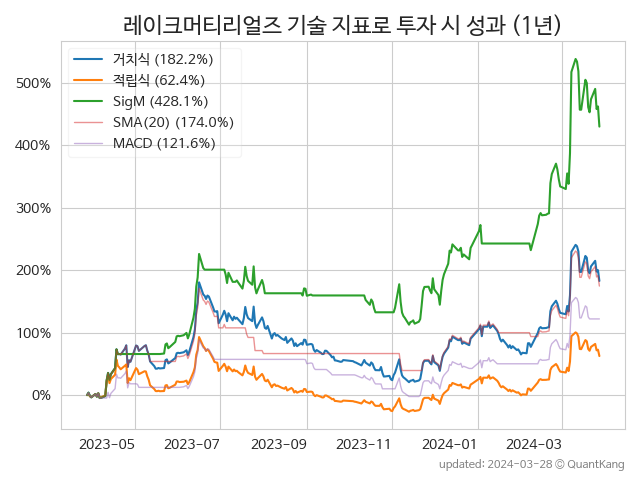 레이크머티리얼즈 기술 지표로 투자 시 성과 (1년)
거치식 (182.2%)
적립식 (62.4%)
SigM (428.1%)
SMA(20) (174.0%)
MACD (121.6%)
500%
400%
300%
200%
100%
0%
2023-05 2023-07 2023-09 2023-11 2024-01 2024-03
updated: 2024-03-28 © QuantKang